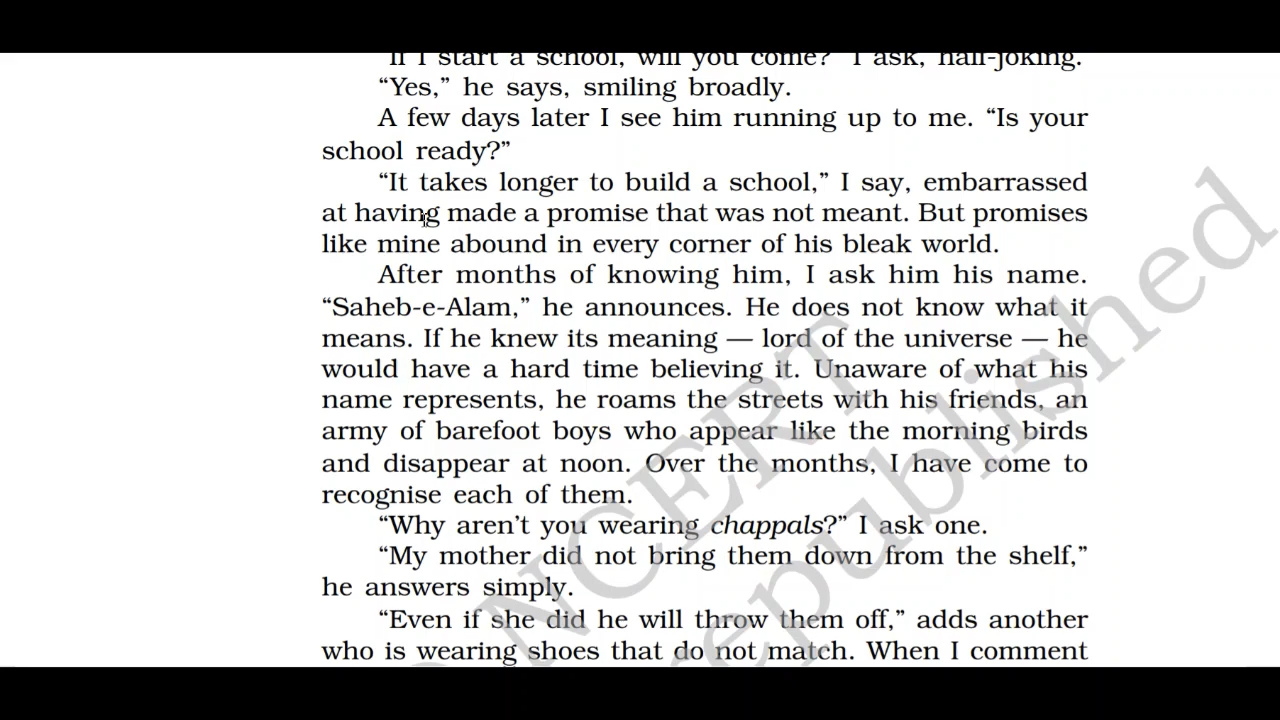 "If I start a school, will you come?" I ask, half-joking.
"Yes," he says, smiling broadly.
A few days later I see him running up to me. "Is your
school ready?"
"It takes longer to build a school," I say, embarrassed
at having made a promise that was not meant. But promises
like mine abound in every corner of his bleak world.
After months of knowing him, I ask him his name.
"Saheb-e-Alam," he announces. He does not know what it
means. If he knew its meaning — lord of the universe — he
would have a hard time believing it. Unaware of what his
name represents, he roams the streets with his friends, an
army of barefoot boys who appear like the morning birds
and disappear at noon. Over the months, I have come to
recognise each of them.
"Why aren't you wearing chappals?" I ask one.
"My mother did not bring them down from the shelf,"
he answers simply.
"Even if she did he will throw them off," adds another
who is wearing shoes that do not match. When I comment
NCERT
republished